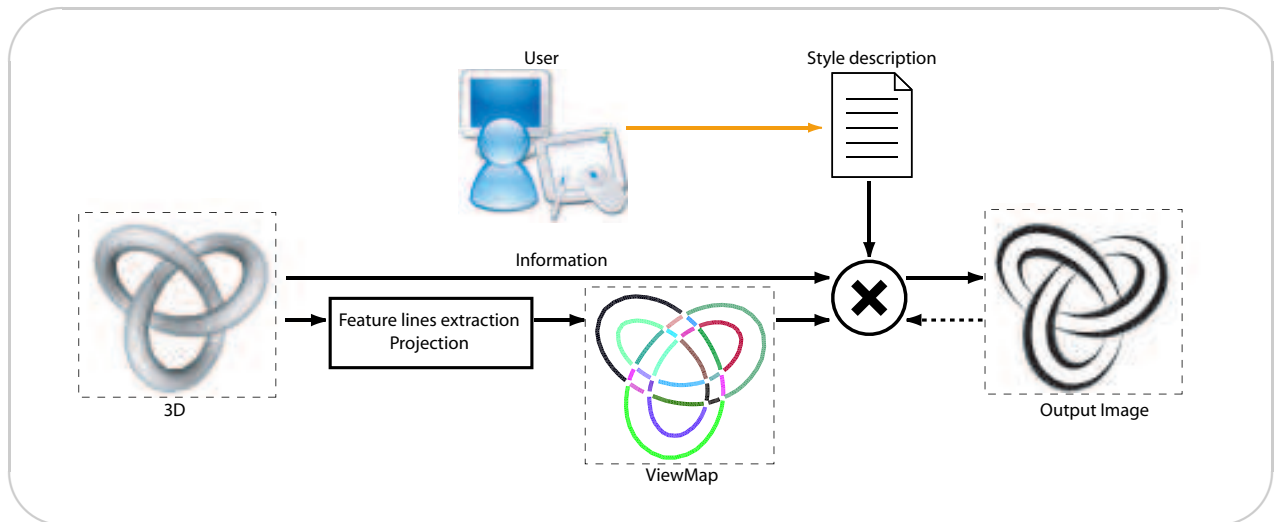 User
Style description
Information
Feature lines extraction
Projection
3D
ViewMap
Output Image